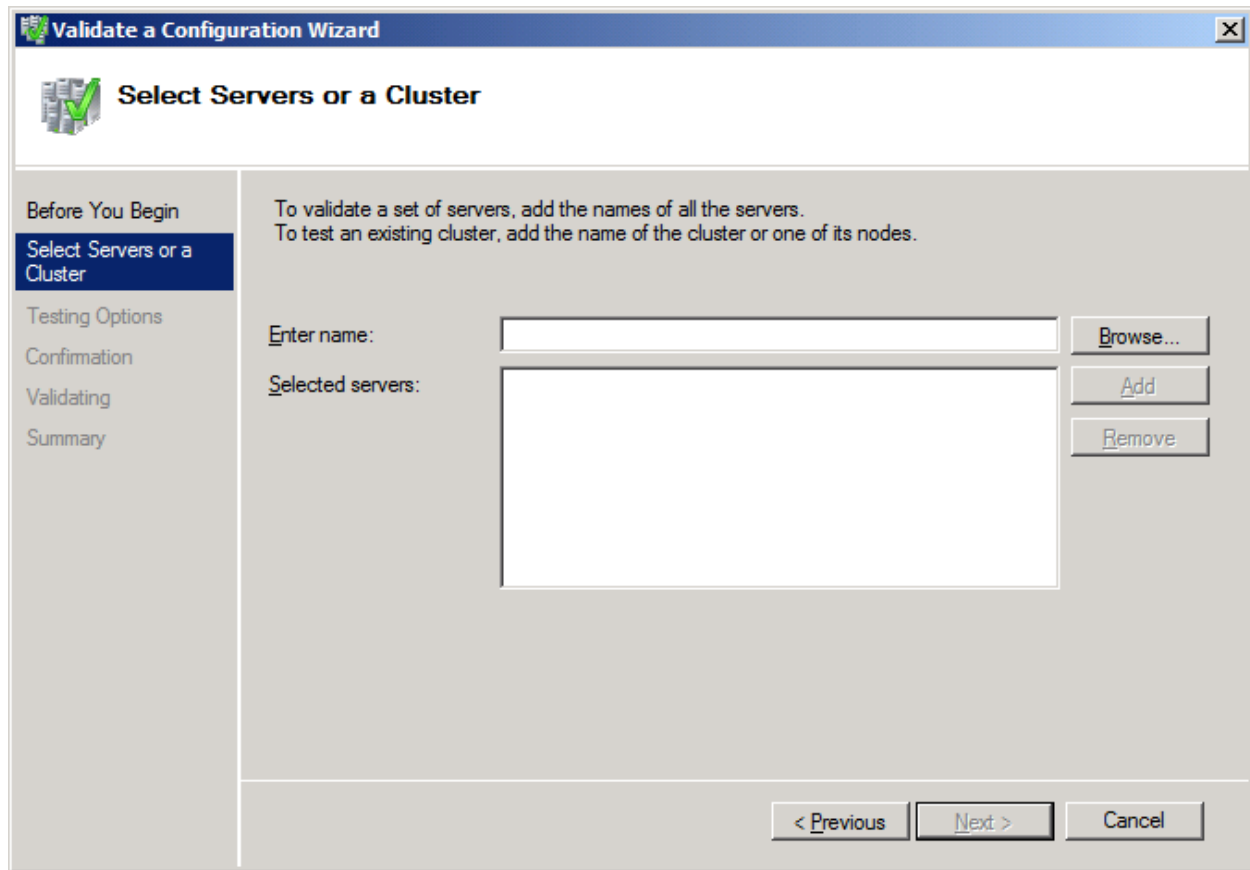 Validate a Configuration Wizard
Select Servers or a Cluster
Before You Begin
Select Servers or a
Cluster
Testing Options
Confirmation
Validating
Summary
To validate a set of servers, add the names of all the servers.
To test an existing cluster, add the name of the cluster or one of its nodes.
Enter name:
Browse...
Selected servers:
Add
Remove
< Previous
Next >
Cancel